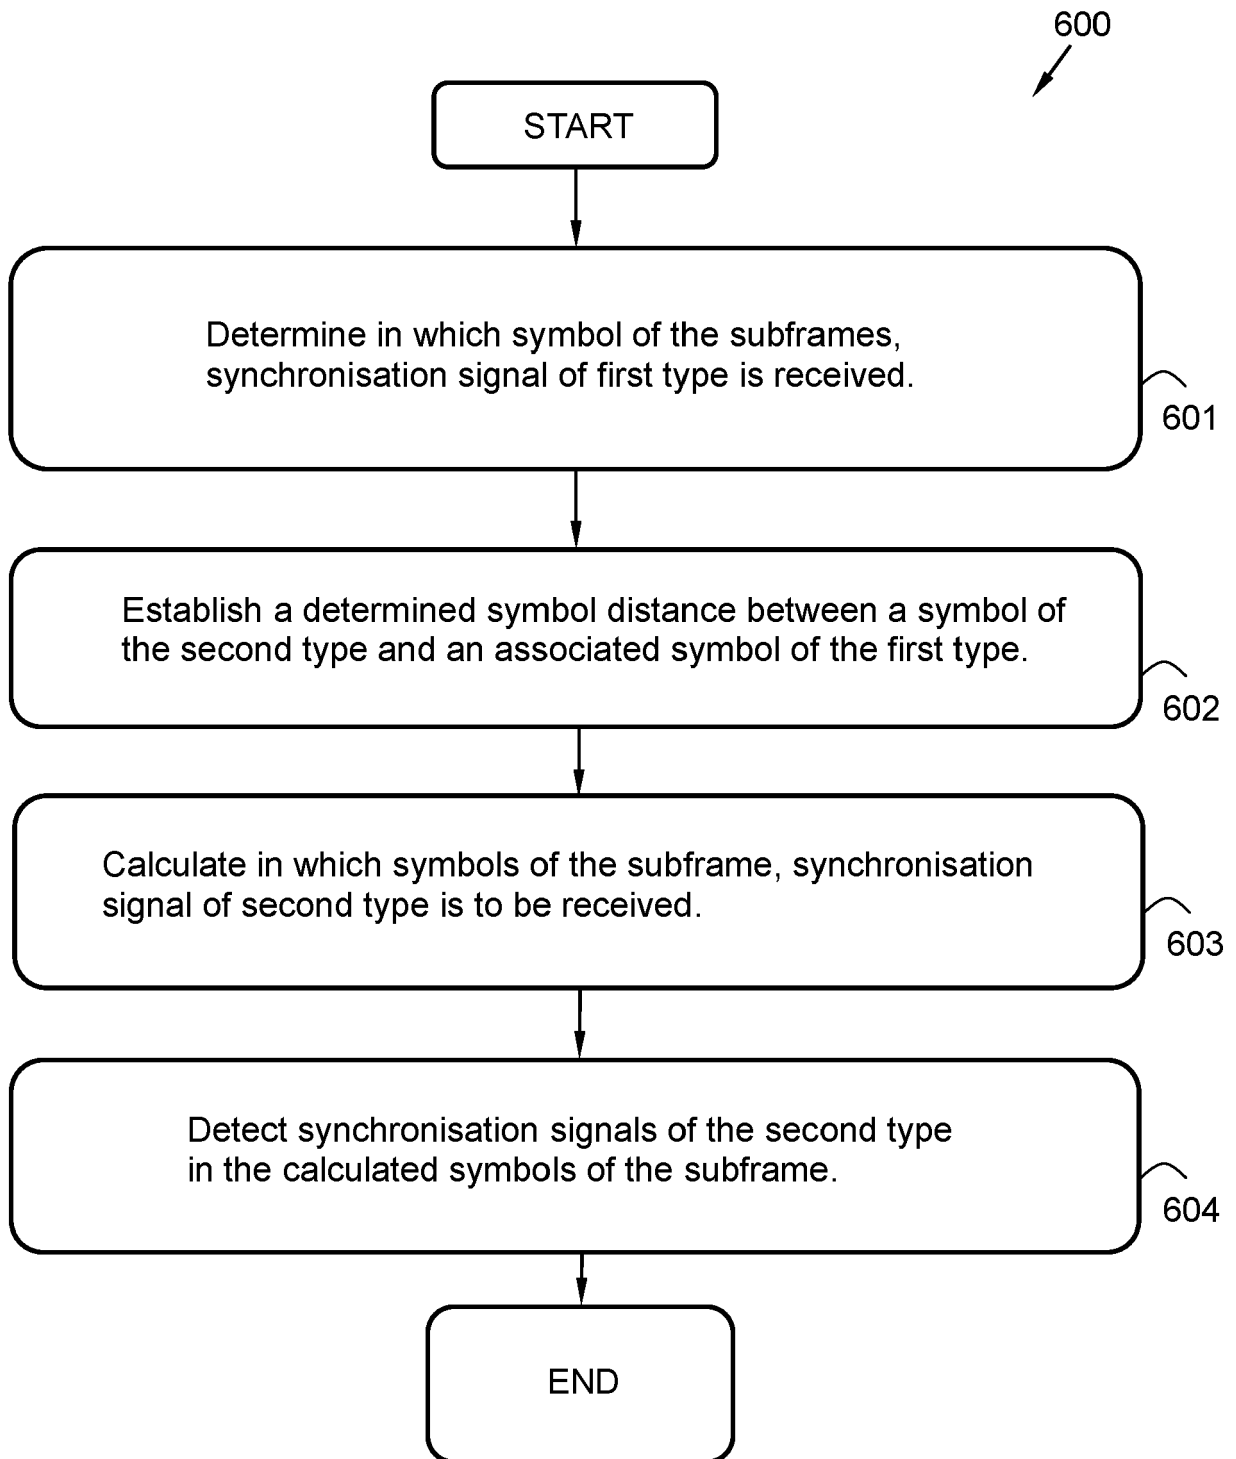 600
START
Determine in which symbol of the subframes,
synchronisation signal of first type is received.
601
Establish a determined symbol distance between a symbol of
the second type and an associated symbol of the first type.
602
Calculate in which symbols of the subframe, synchronisation
signal of second type is to be received.
603
Detect synchronisation signals of the second type
in the calculated symbols of the subframe.
604
END